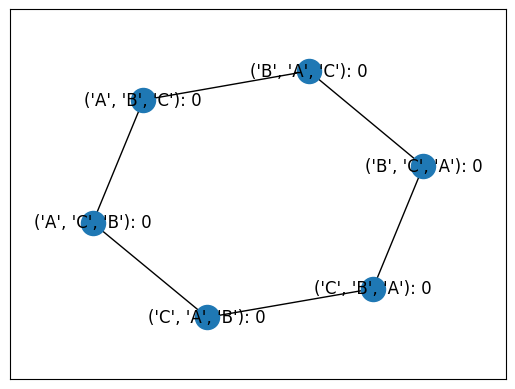 ('B', 'A', 'C'): 0
('A', 'B', 'C'): 0
('B', 'C', 'A'): 0
('A', 'C', 'B'): 0
('C', 'B', 'A'): 0
('C', 'A', 'B'): 0